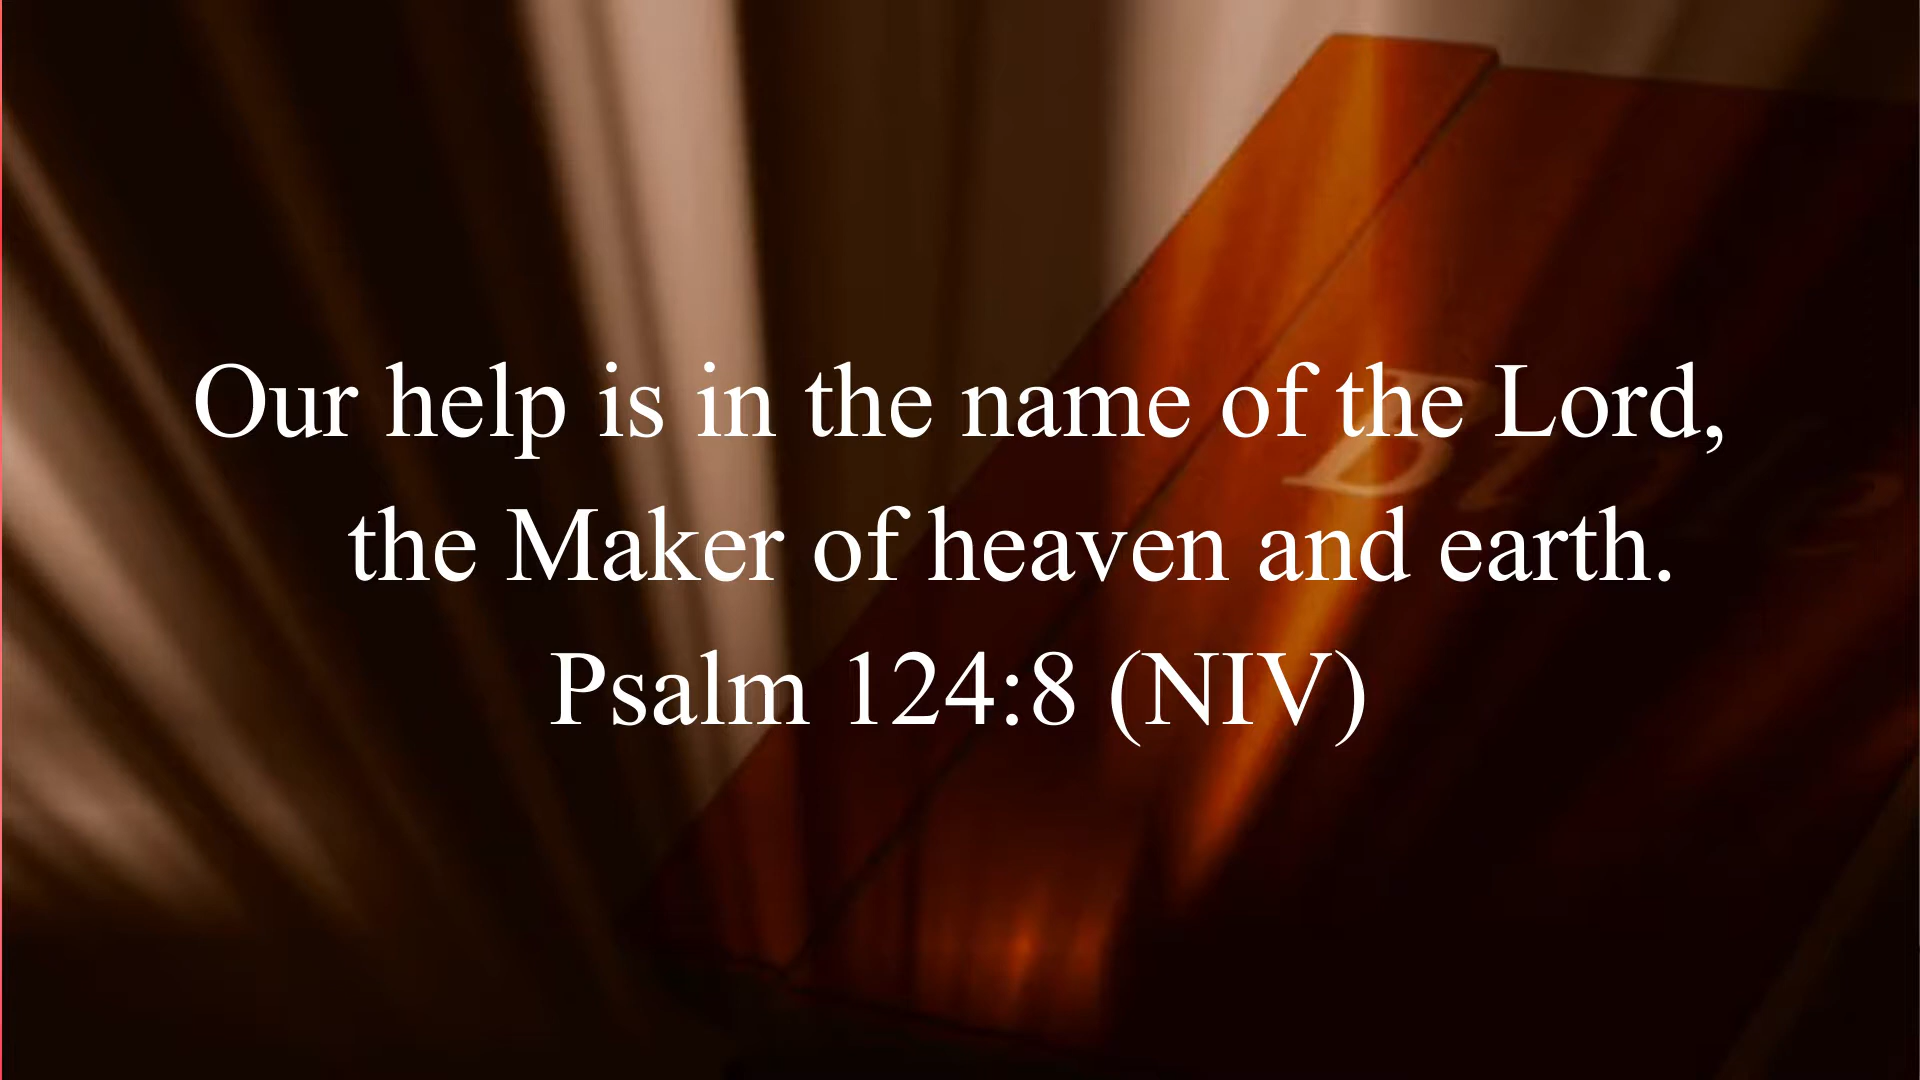 Our help is in the name of the Lord,
the Maker of heaven and earth.
Psalm 124:8 (NIV)
Bible